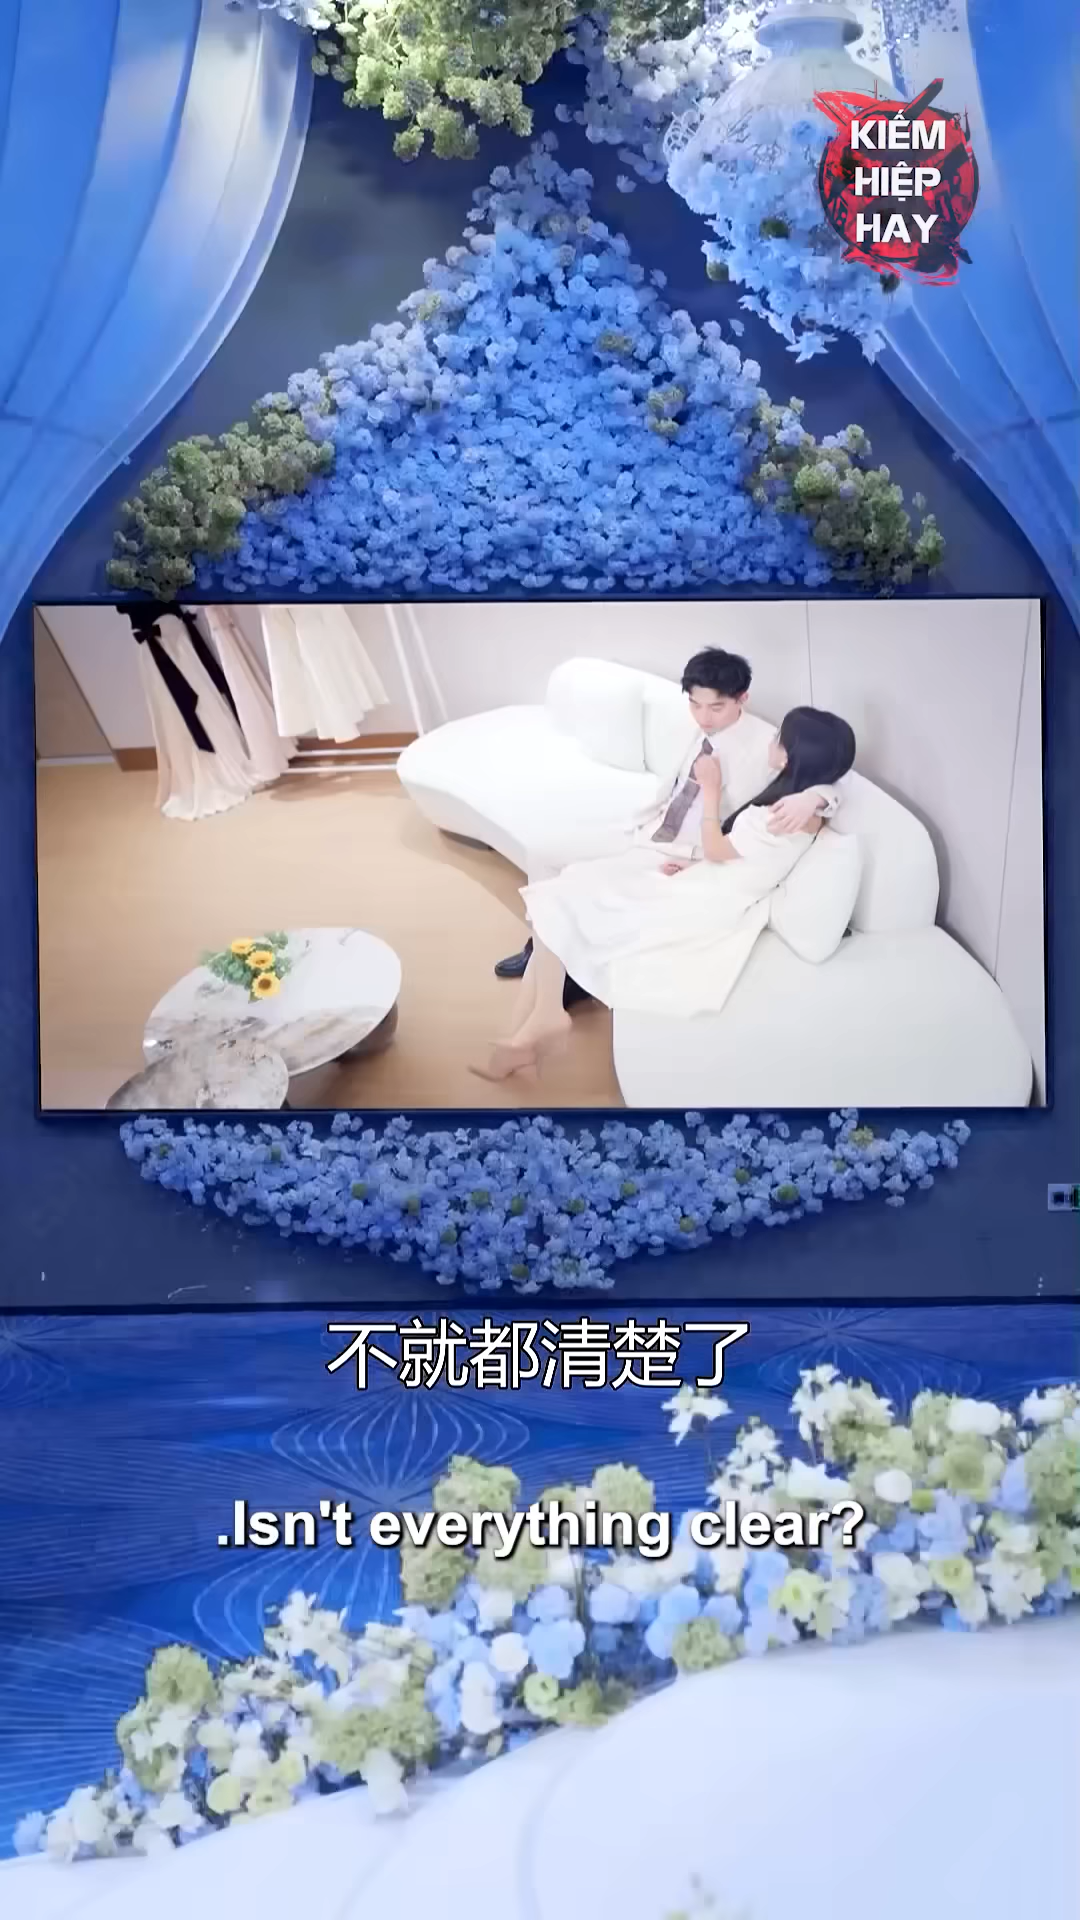 KIẾM
HIỆP
HAY
不就都清楚了
.Isn't everything clear?